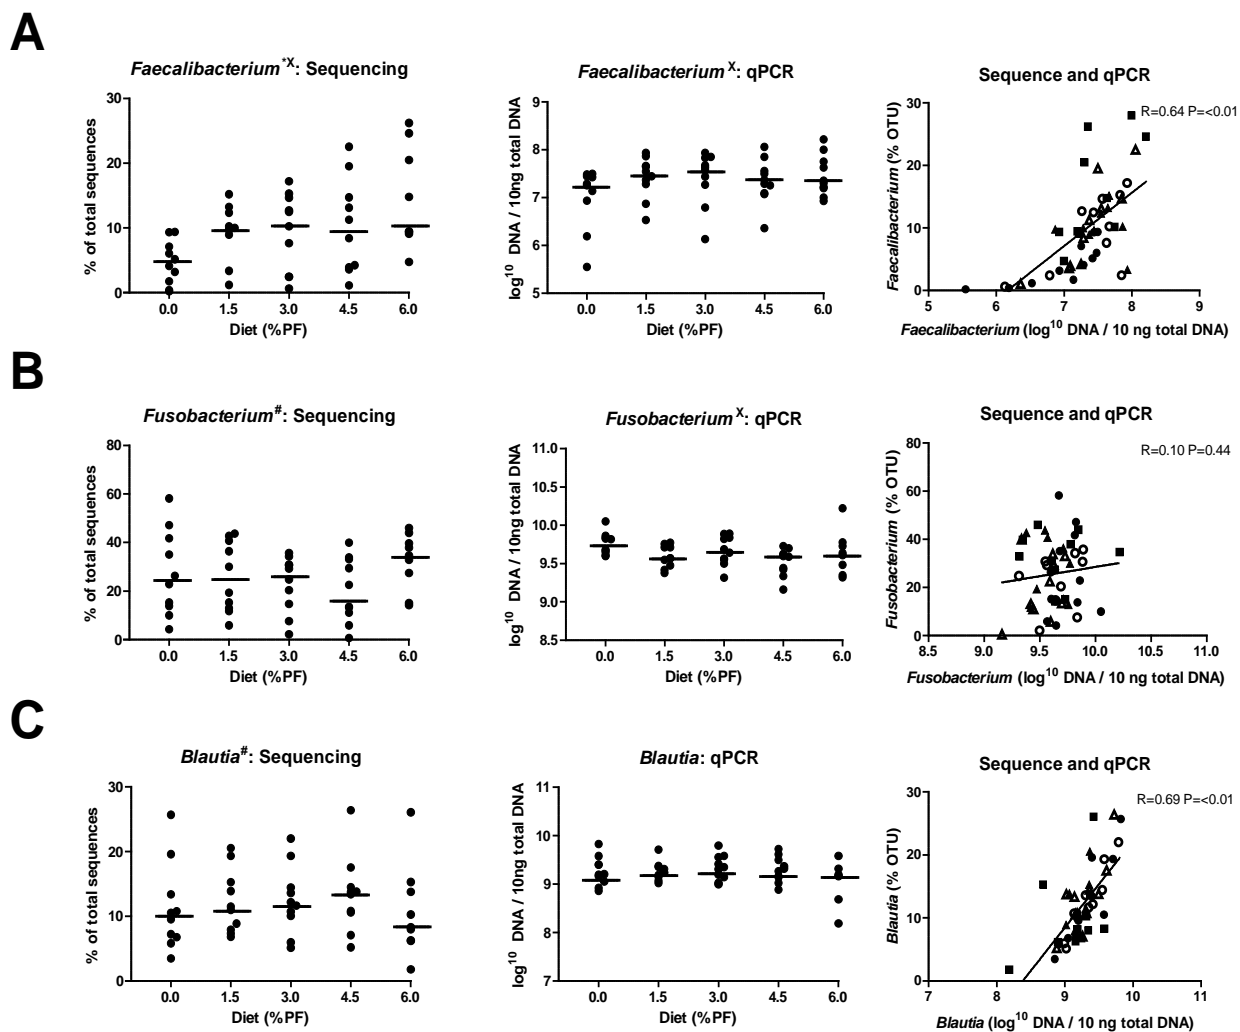 A
Faecalibacterium*X: Sequencing
% of total sequences
30
20
10
0
0.0 1.5 3.0 4.5 6.0
Diet (%PF)
Faecalibacterium X: qPCR
log10 DNA / 10ng total DNA
9
8
7
6
5
0.0 1.5 3.0 4.5 6.0
Diet (%PF)
Sequence and qPCR
R=0.64 P=<0.01
Faecalibacterium (% OTU)
30
20
10
0
5 6 7 8 9
Faecalibacterium (log10 DNA / 10 ng total DNA)
B
Fusobacterium#: Sequencing
% of total sequences
80
60
40
20
0
0.0 1.5 3.0 4.5 6.0
Diet (%PF)
Fusobacterium X: qPCR
log10 DNA / 10ng total DNA
11.0
10.5
10.0
9.5
9.0
8.5
0.0 1.5 3.0 4.5 6.0
Diet (%PF)
Sequence and qPCR
R=0.10 P=0.44
Fusobacterium (% OTU)
80
60
40
20
0
8.5 9.0 9.5 10.0 10.5 11.0
Fusobacterium (log10 DNA / 10 ng total DNA)
C
Blautia#: Sequencing
% of total sequences
30
20
10
0
0.0 1.5 3.0 4.5 6.0
Diet (%PF)
Blautia: qPCR
log10 DNA / 10ng total DNA
11
10
9
8
7
0.0 1.5 3.0 4.5 6.0
Diet (%PF)
Sequence and qPCR
R=0.69 P=<0.01
Blautia (% OTU)
30
20
10
0
7 8 9 10 11
Blautia (log10 DNA / 10 ng total DNA)